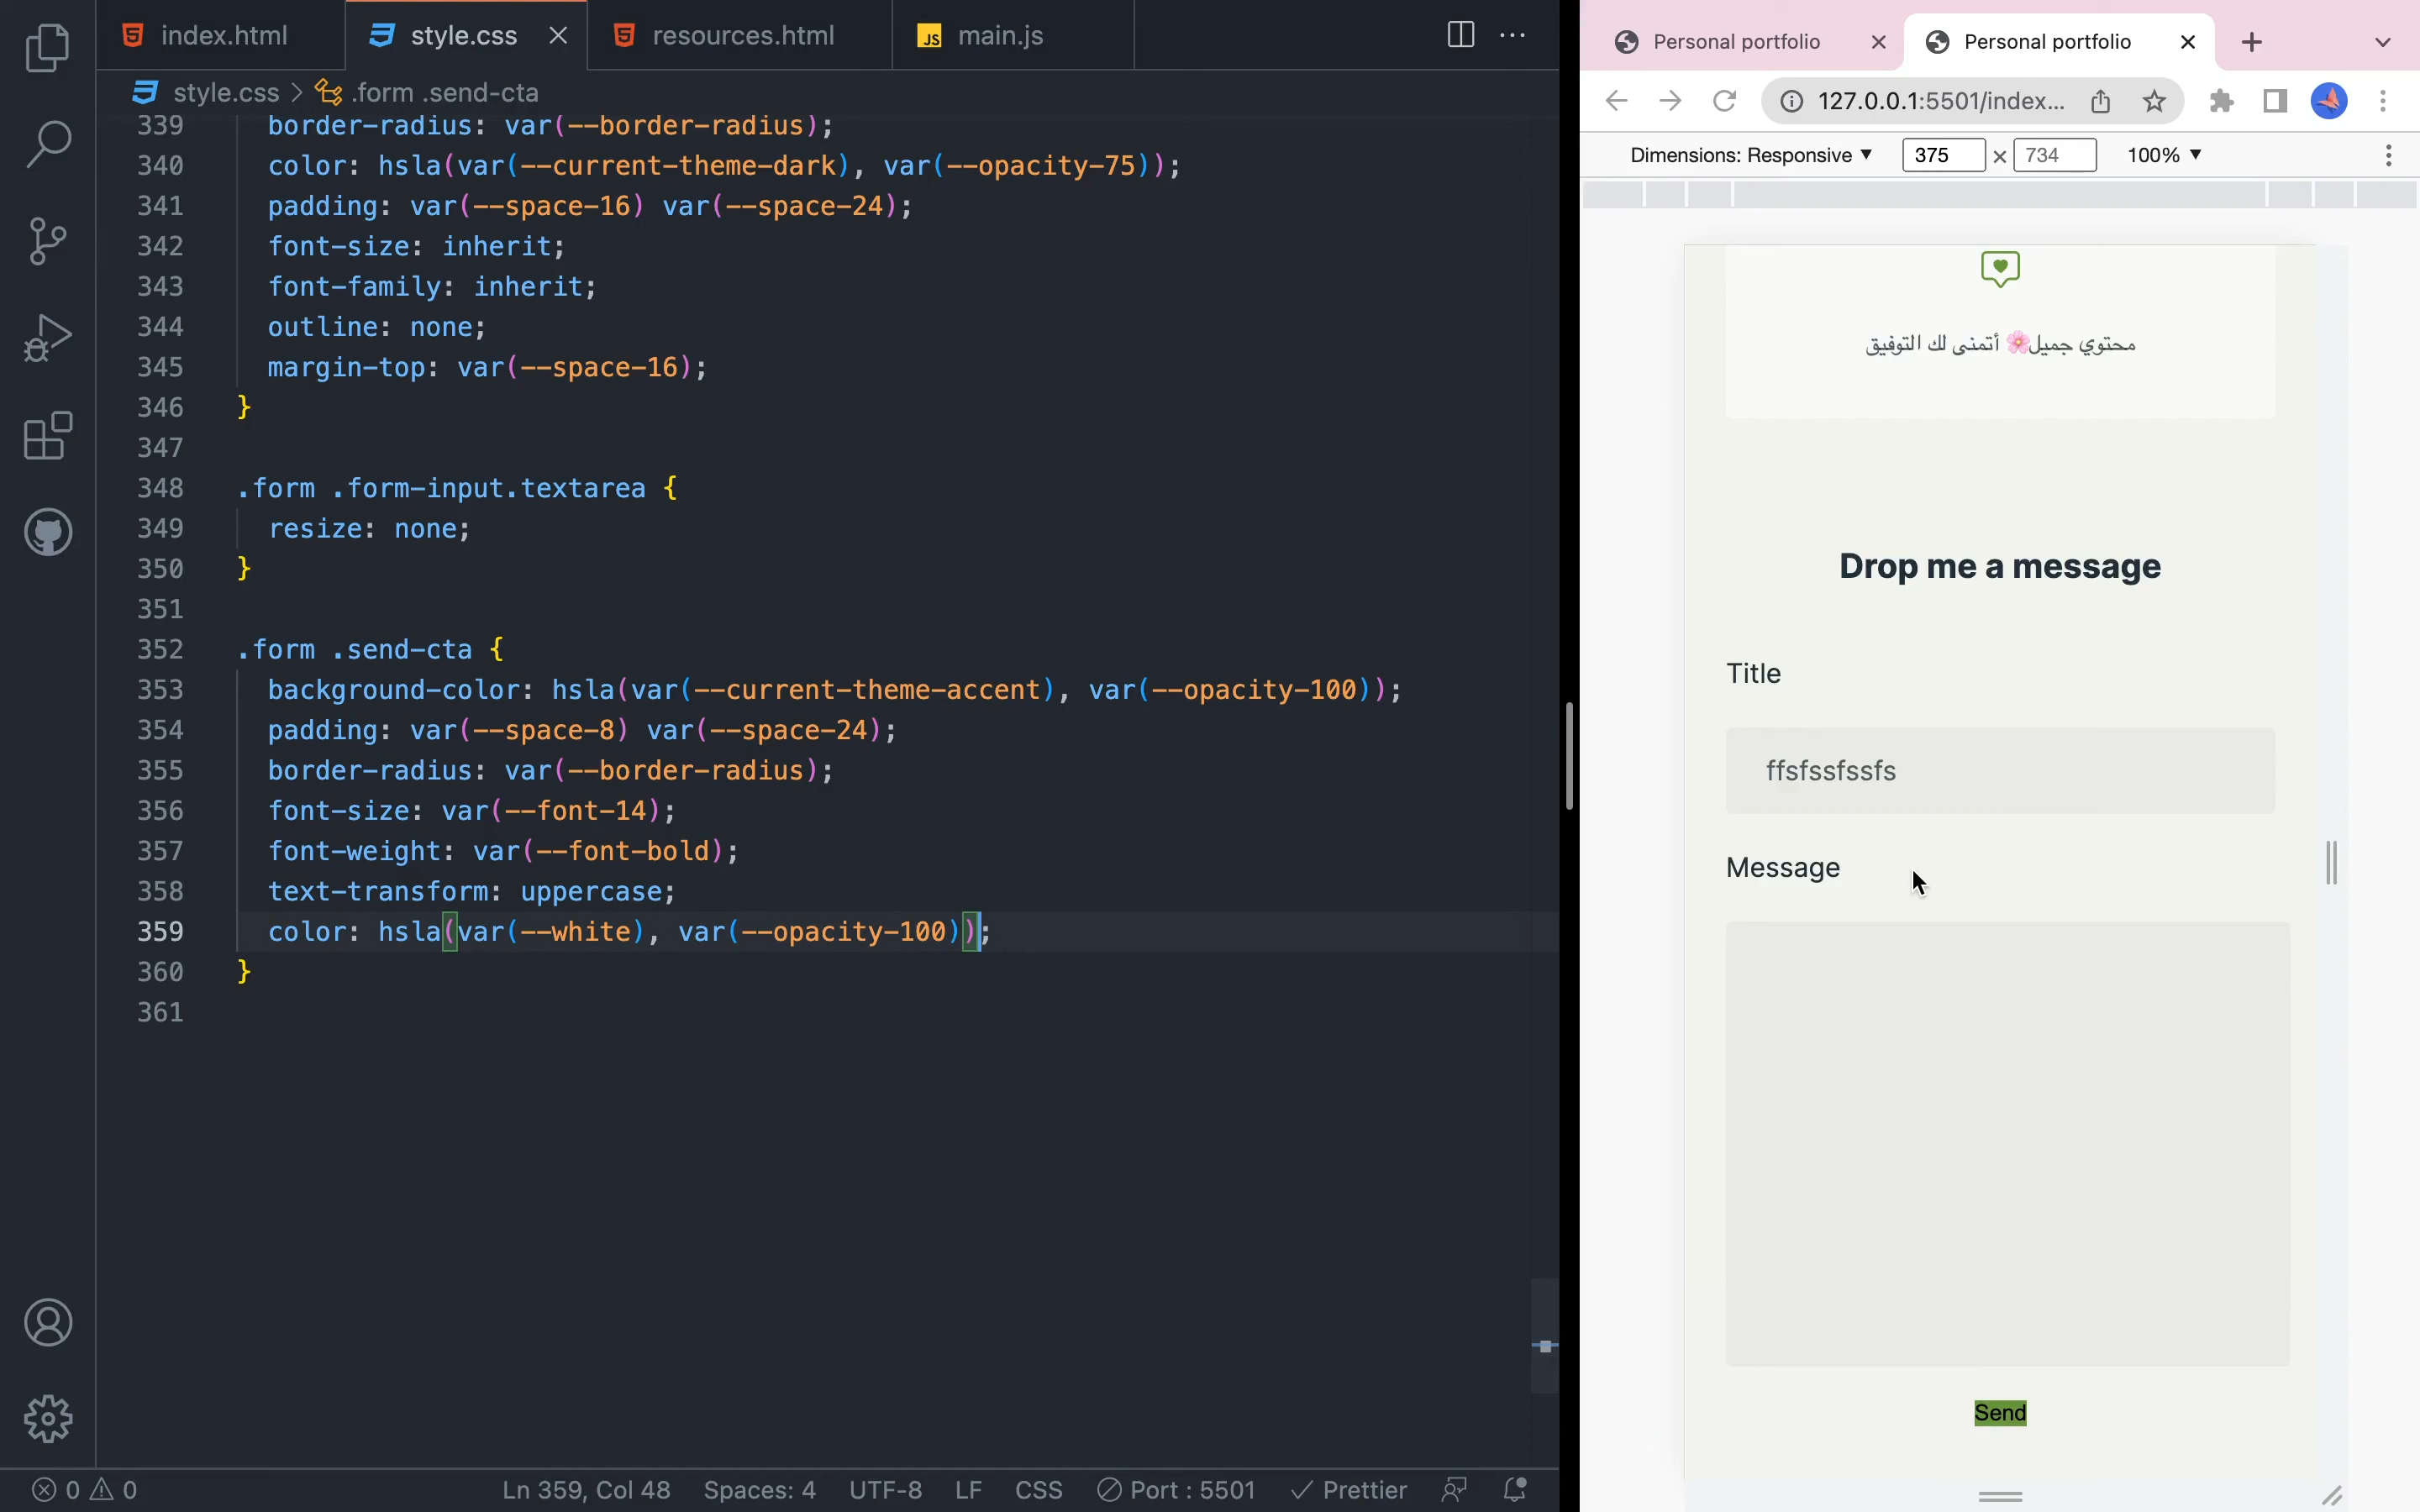 index.html
style.css
resources.html
JS main.js
style.css > .form .send-cta
339 border-radius: var(--border-radius);
340 color: hsla(var(--current-theme-dark), var(--opacity-75));
341 padding: var(--space-16) var(--space-24);
342 font-size: inherit;
343 font-family: inherit;
344 outline: none;
345 margin-top: var(--space-16);
346 }
347
348 .form .form-input.textarea {
349 resize: none;
350 }
351
352 .form .send-cta {
353 background-color: hsla(var(--current-theme-accent), var(--opacity-100));
354 padding: var(--space-8) var(--space-24);
355 border-radius: var(--border-radius);
356 font-size: var(--font-14);
357 font-weight: var(--font-bold);
358 text-transform: uppercase;
359 color: hsla(var(--white), var(--opacity-100));
360 }
361
0 0 Ln 359, Col 48 Spaces: 4 UTF-8 LF CSS Port : 5501 Prettier
Personal portfolio
Personal portfolio
127.0.0.1:5501/index...
Dimensions: Responsive 375 × 734 100%
محتوي جميل🌸 أتمنى لك التوفيق
Drop me a message
Title
ffsfssfssfs
Message
Send